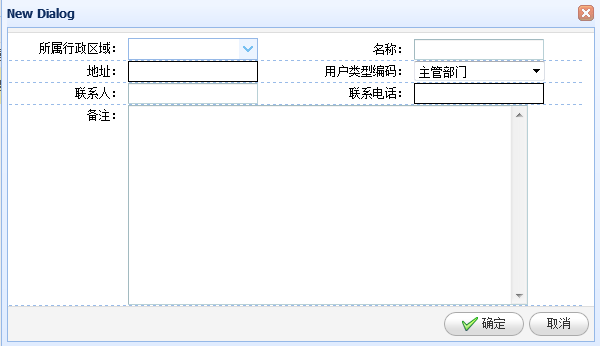 New Dialog
所属行政区域： 名称：
地址： 用户类型编码： 主管部门
联系人： 联系电话：
备注：
确定 取消